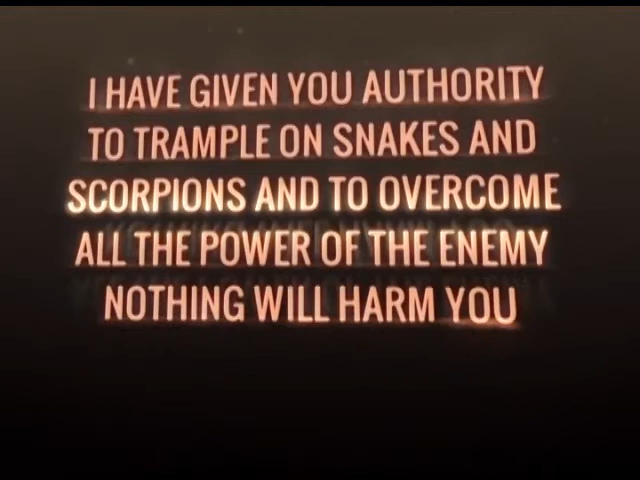 I HAVE GIVEN YOU AUTHORITY
TO TRAMPLE ON SNAKES AND
SCORPIONS AND TO OVERCOME
ALL THE POWER OF THE ENEMY
NOTHING WILL HARM YOU